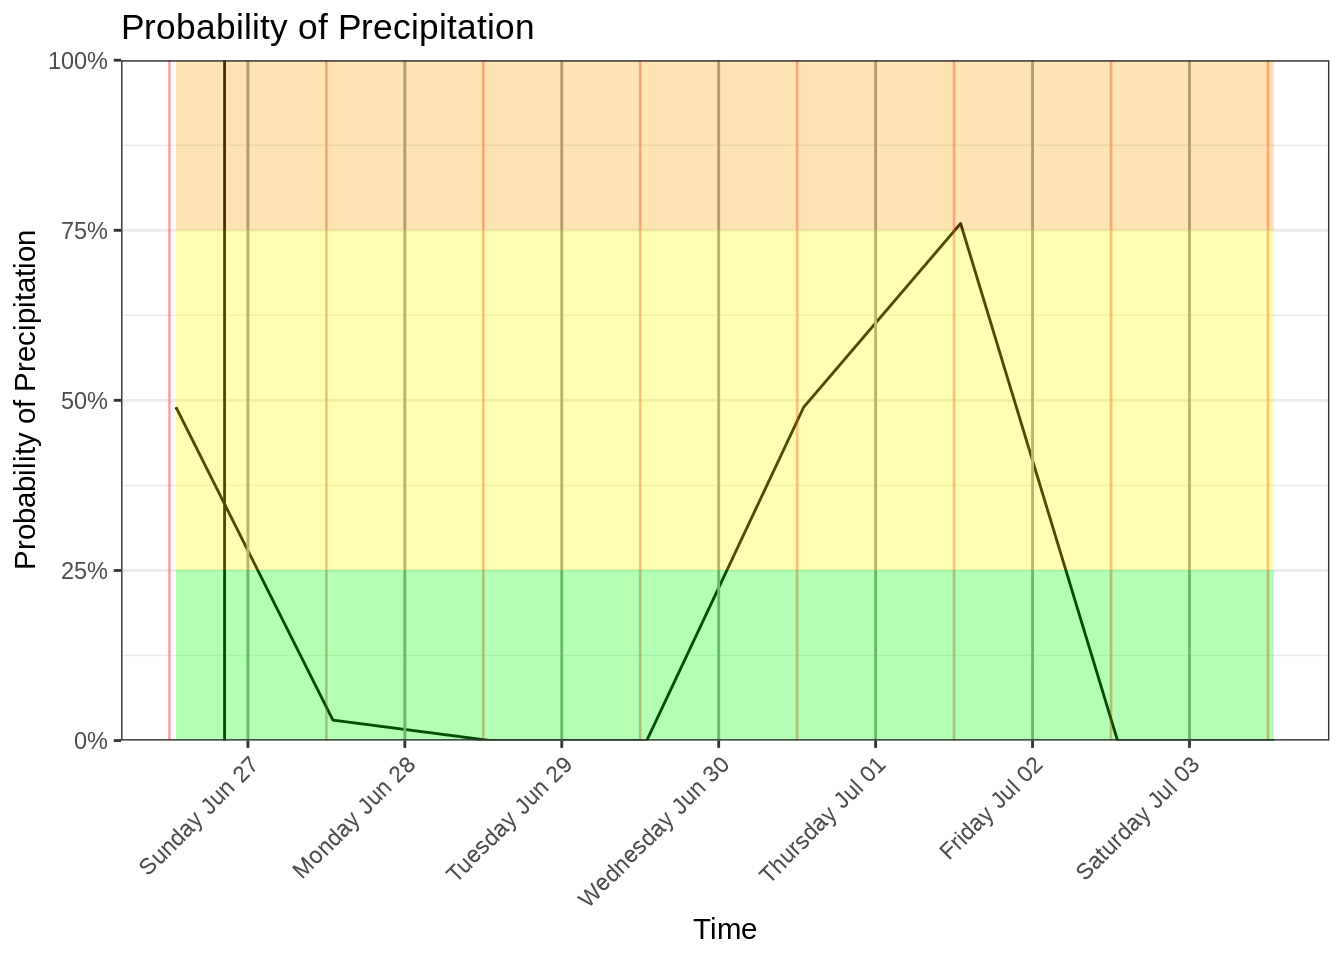 Probability of Precipitation
Probability of Precipitation
100%
75%
50%
25%
0%
Sunday Jun 27
Monday Jun 28
Tuesday Jun 29
Wednesday Jun 30
Thursday Jul 01
Friday Jul 02
Saturday Jul 03
Time